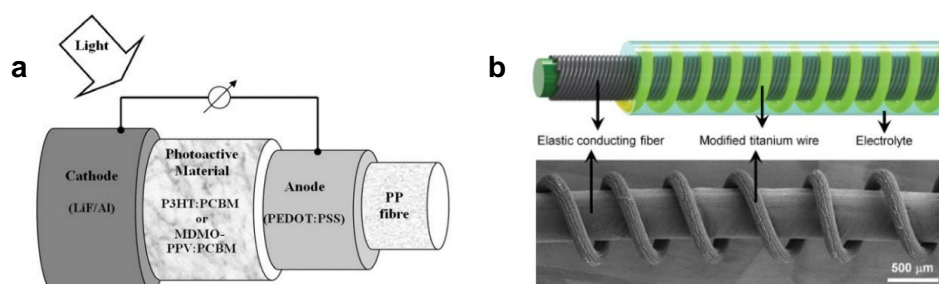 a
Light
Cathode
(LiF/Al)
Photoactive
Material
P3HT:PCBM
or
MDMO-
PPV:PCBM
Anode
(PEDOT:PSS)
PP
fibre
b
Elastic conducting fiber
Modified titanium wire
Electrolyte
500 μm